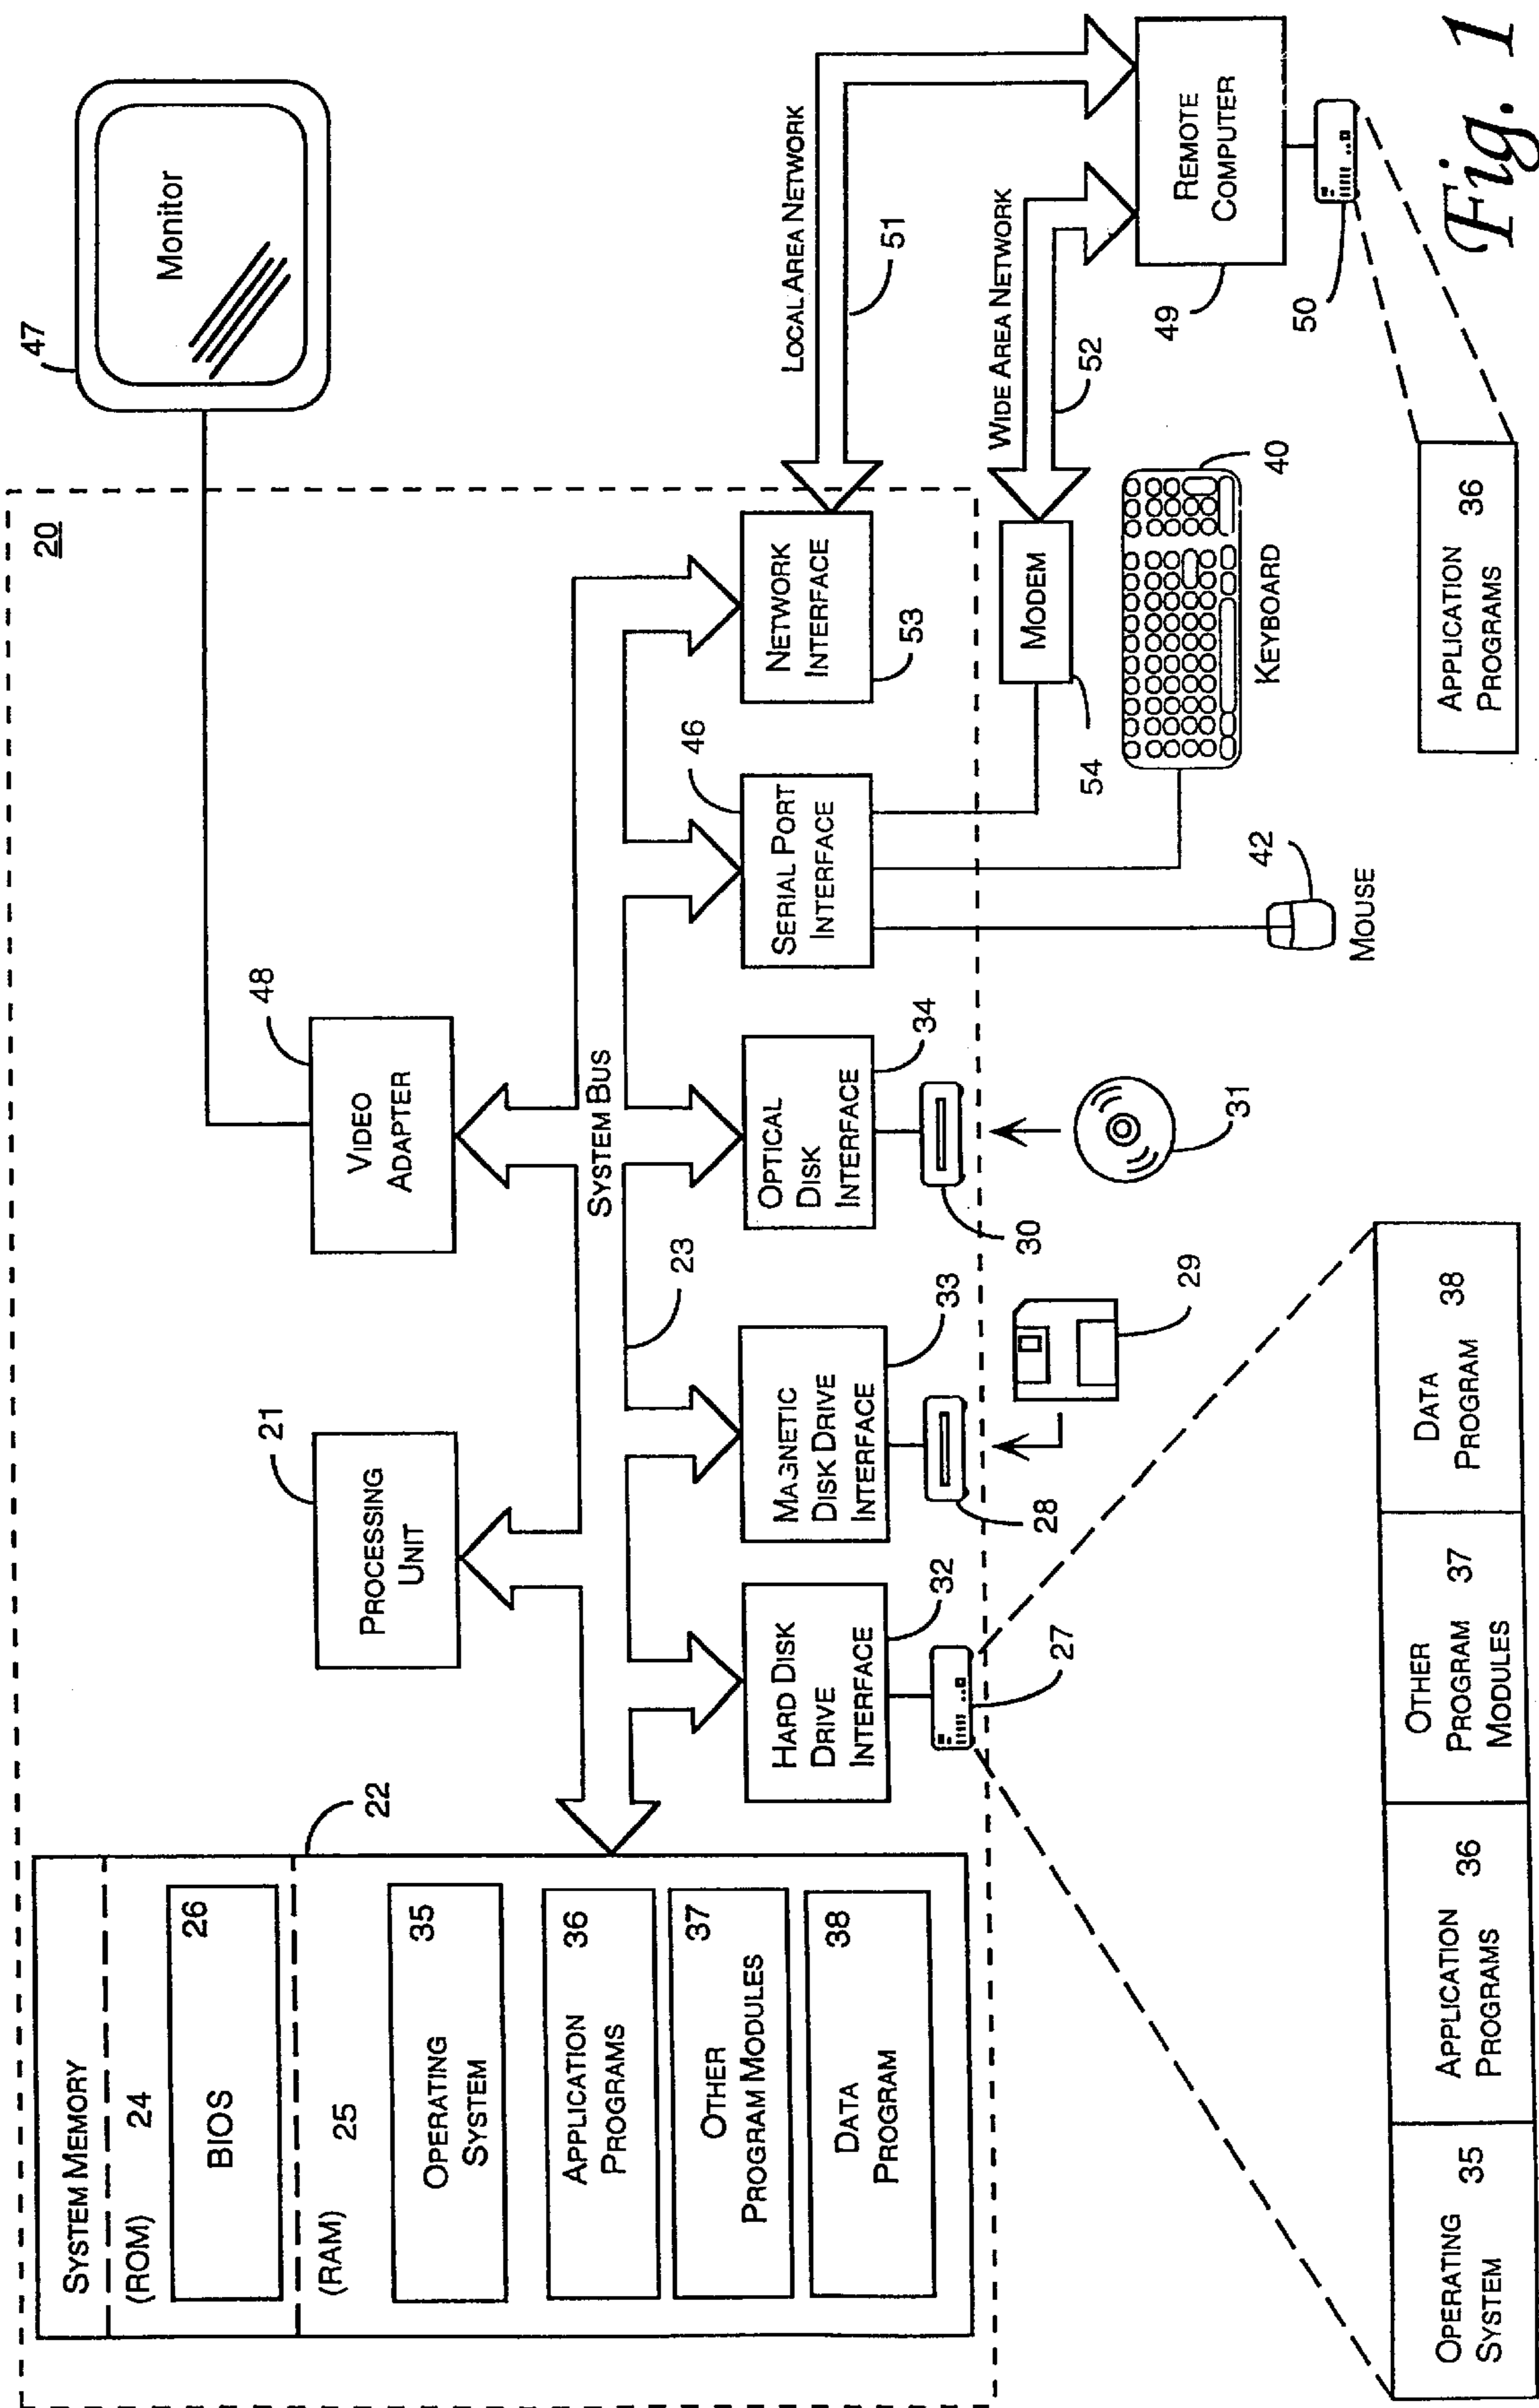 47
Monitor
20
SYSTEM MEMORY
(ROM) 24
BIOS 26
22
(RAM) 25
OPERATING
SYSTEM
35
APPLICATION
PROGRAMS
36
OTHER
PROGRAM MODULES
37
DATA
PROGRAM
38
PROCESSING
UNIT
21
VIDEO
ADAPTER
48
SYSTEM BUS
23
HARD DISK
DRIVE
INTERFACE
32
MAGNETIC
DISK DRIVE
INTERFACE
33
OPTICAL
DISK
INTERFACE
34
SERIAL PORT
INTERFACE
46
NETWORK
INTERFACE
53
LOCAL AREA NETWORK
51
27
28
29
30
31
MODEM
54
WIDE AREA NETWORK
52
KEYBOARD
40
MOUSE
42
REMOTE
COMPUTER
49
50
OPERATING
SYSTEM 35
APPLICATION
PROGRAMS 36
OTHER
PROGRAM 37
MODULES
DATA
PROGRAM 38
APPLICATION
PROGRAMS 36
Fig. 1